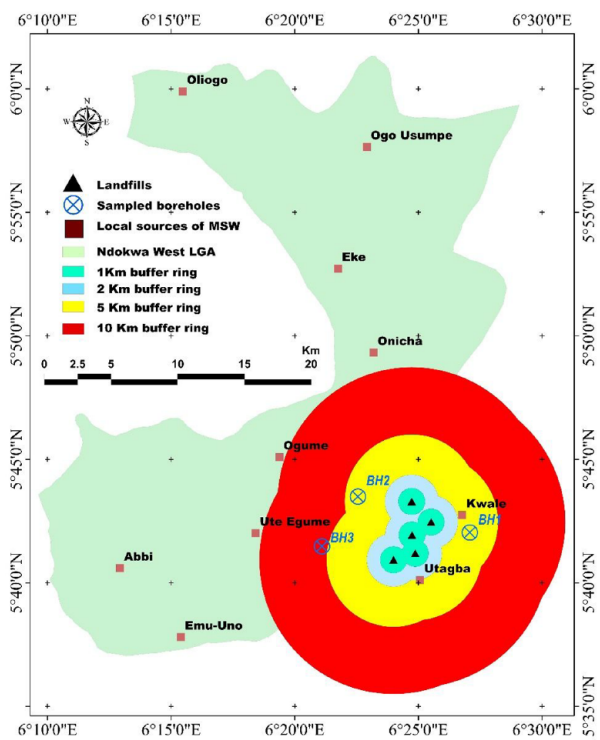 6°10'0"E 6°15'0"E 6°20'0"E 6°25'0"E 6°30'0"E
6°0'0"N
6°0'0"N
Oliogo
N
W E
S
Ogo Usumpe
Landfills
Sampled boreholes
Local sources of MSW
Ndokwa West LGA
1Km buffer ring
2 Km buffer ring
5 Km buffer ring
10 Km buffer ring
5°55'0"N
5°55'0"N
Eke
5°50'0"N
5°50'0"N
Onicha
Km
0 2.5 5 10 15 20
Ogume
5°45'0"N
5°45'0"N
BH2
Kwale
BH1
Ute Egume
BH3
Abbi
5°40'0"N
5°40'0"N
Utagba
Emu-Uno
5°35'0"N
6°10'0"E 6°15'0"E 6°20'0"E 6°25'0"E 6°30'0"E